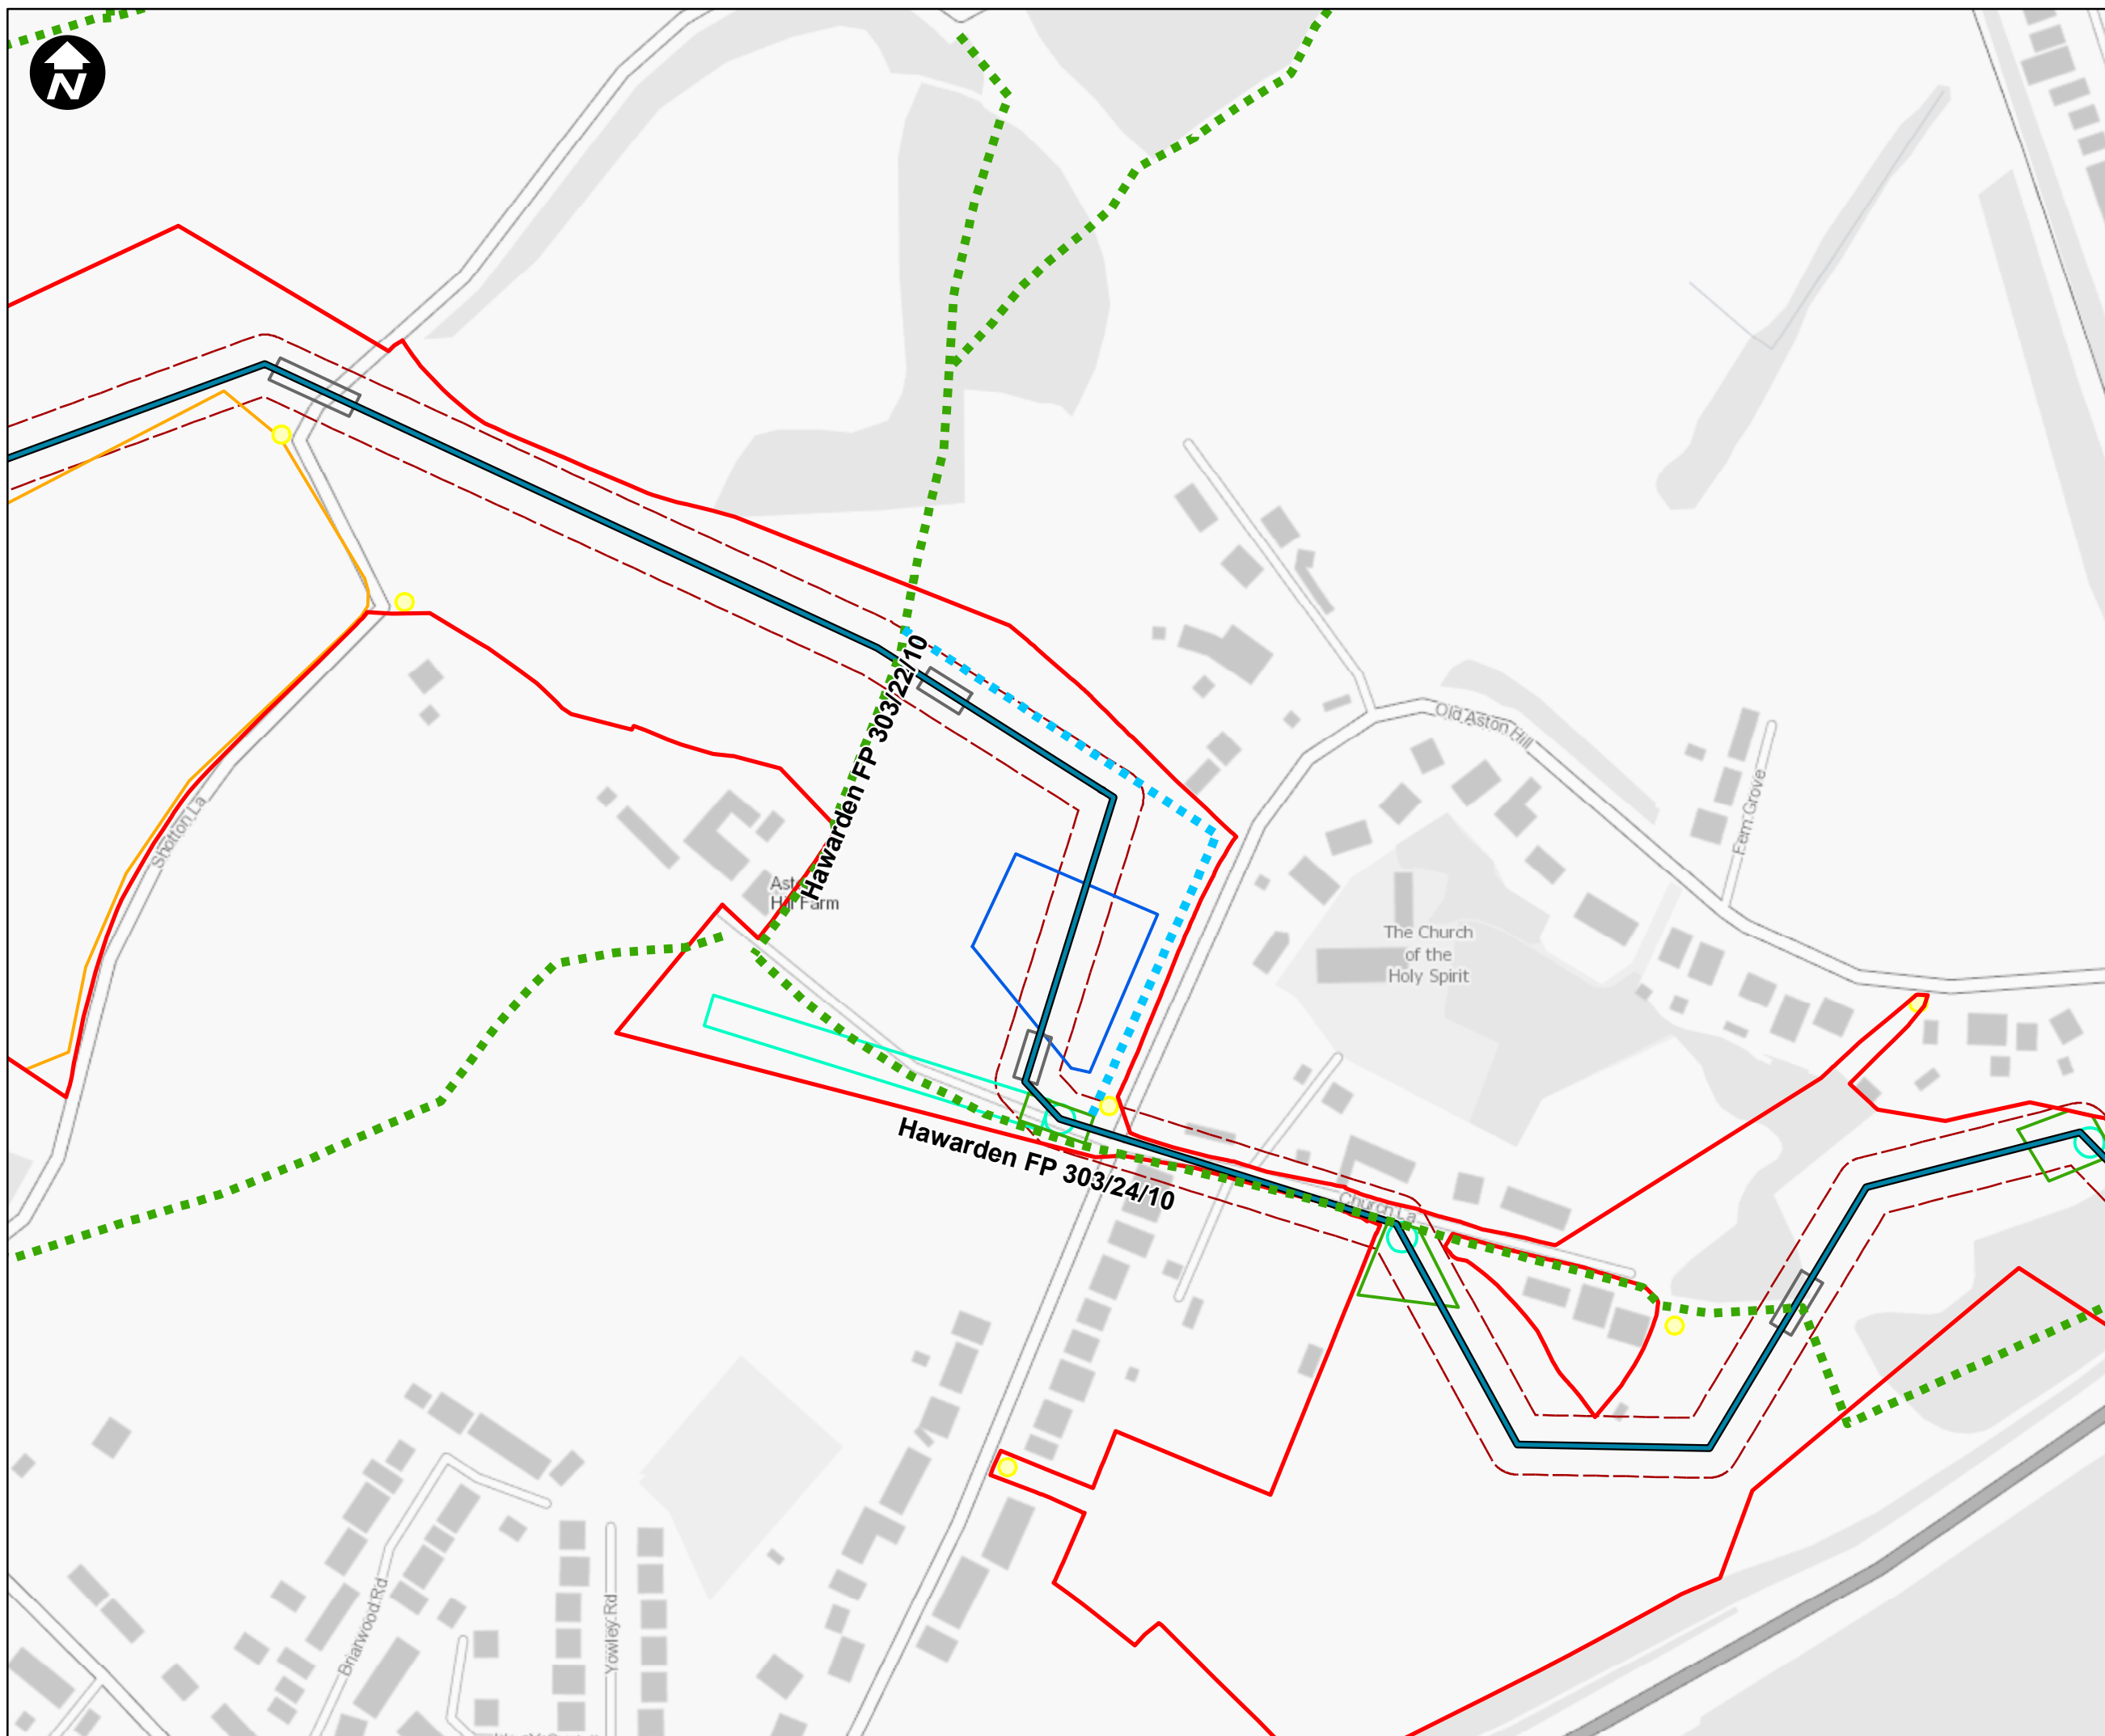 N
Hawarden FP 303/22/10
Old Aston Hill
Fern Grove
Shotton La
Hill Farm
The Church
of the
Holy Spirit
Hawarden FP 303/24/10
Church La
Briarwood Rd
Yowley Rd